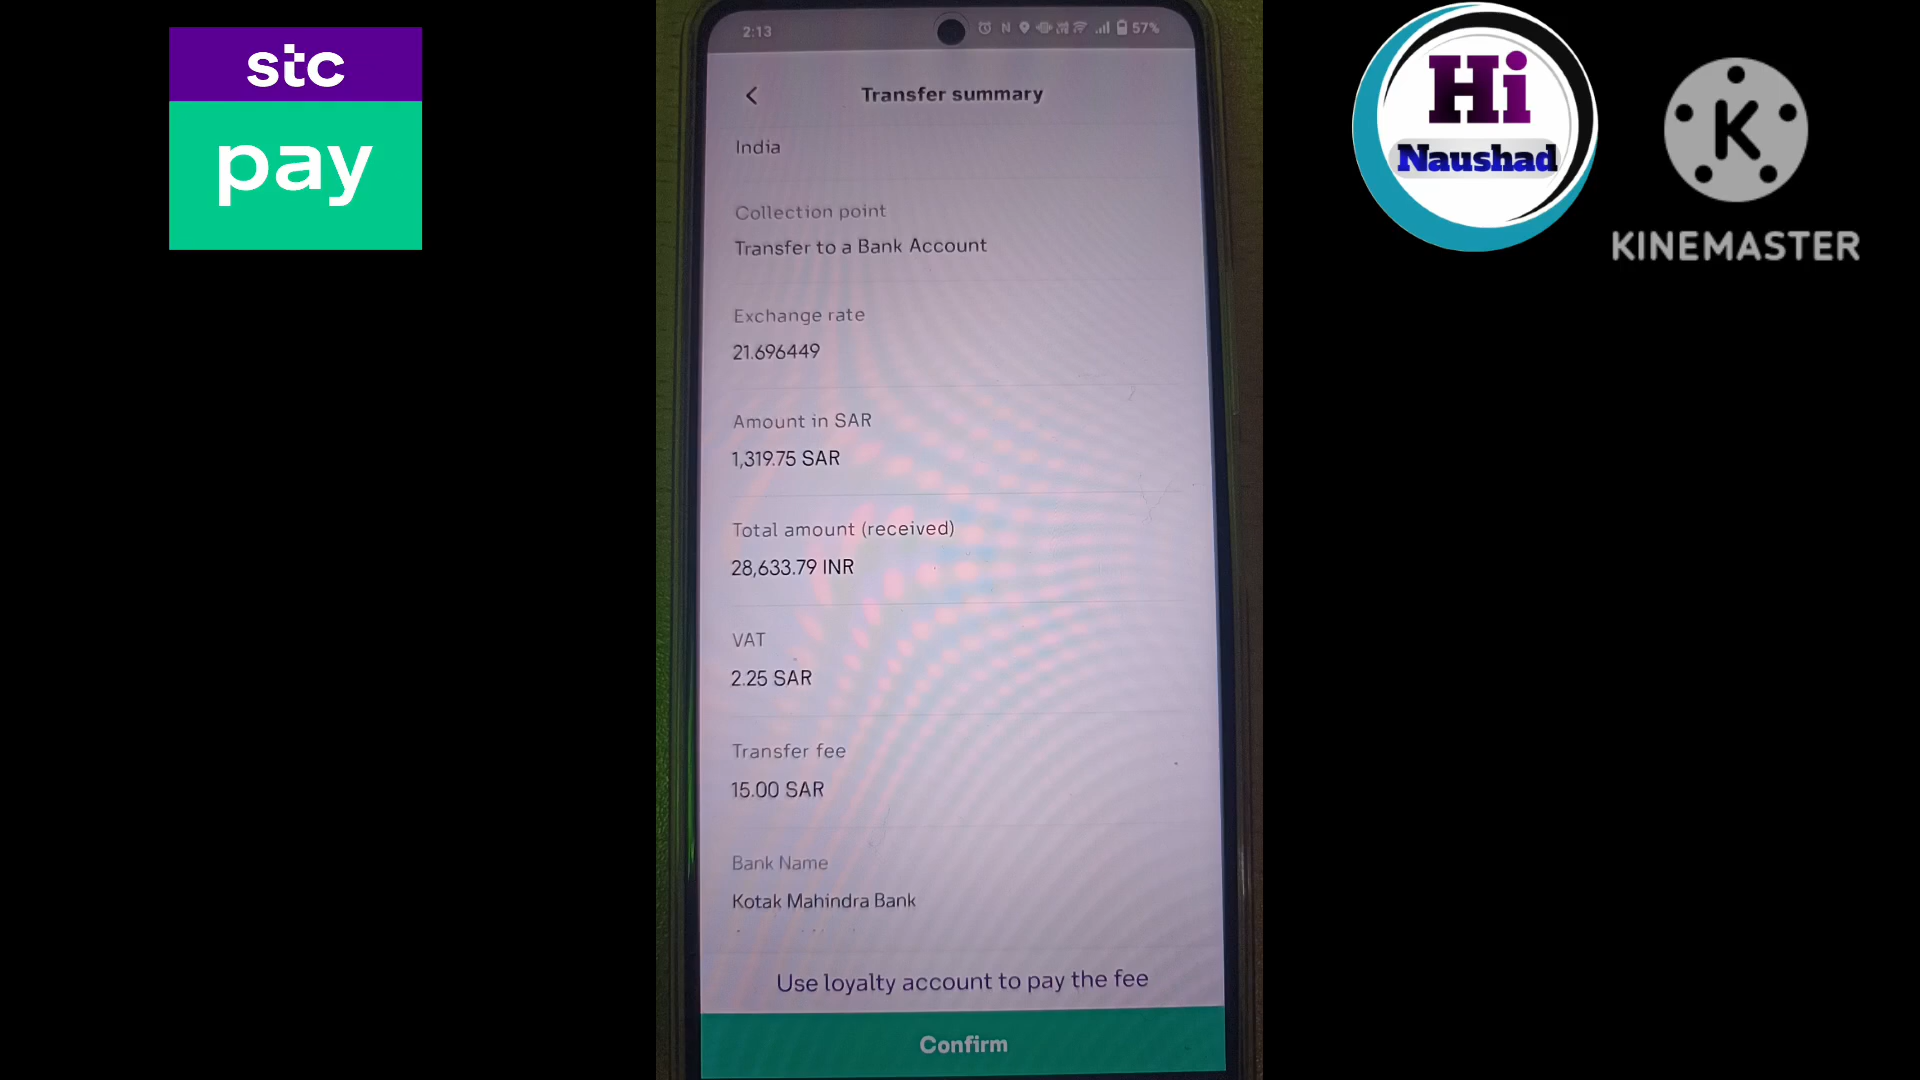 stc
pay
2:13
57%
Transfer summary
India
Collection point
Transfer to a Bank Account
Exchange rate
21.696449
Amount in SAR
1,319.75 SAR
Total amount (received)
28,633.79 INR
VAT
2.25 SAR
Transfer fee
15.00 SAR
Bank Name
Kotak Mahindra Bank
Use loyalty account to pay the fee
Confirm
Hi
Naushad
K
KINEMASTER